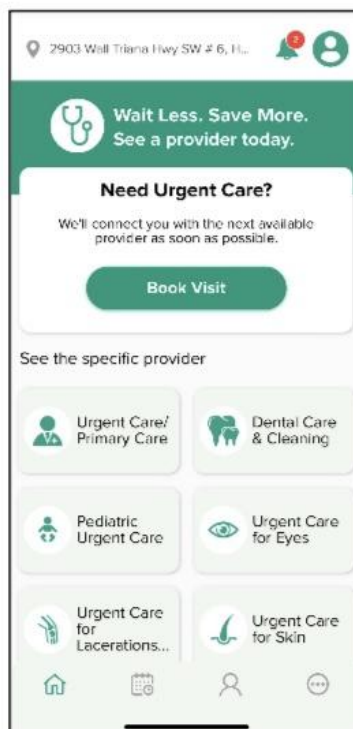 2903 Wall Triana Hwy SW # 6, H...
2
Wait Less. Save More.
See a provider today.
Need Urgent Care?
We'll connect you with the next available
provider as soon as possible.
Book Visit
See the specific provider
Urgent Care/
Primary Care
Dental Care
& Cleaning
Pediatric
Urgent Care
Urgent Care
for Eyes
Urgent Care
for
Lacerations...
Urgent Care
for Skin